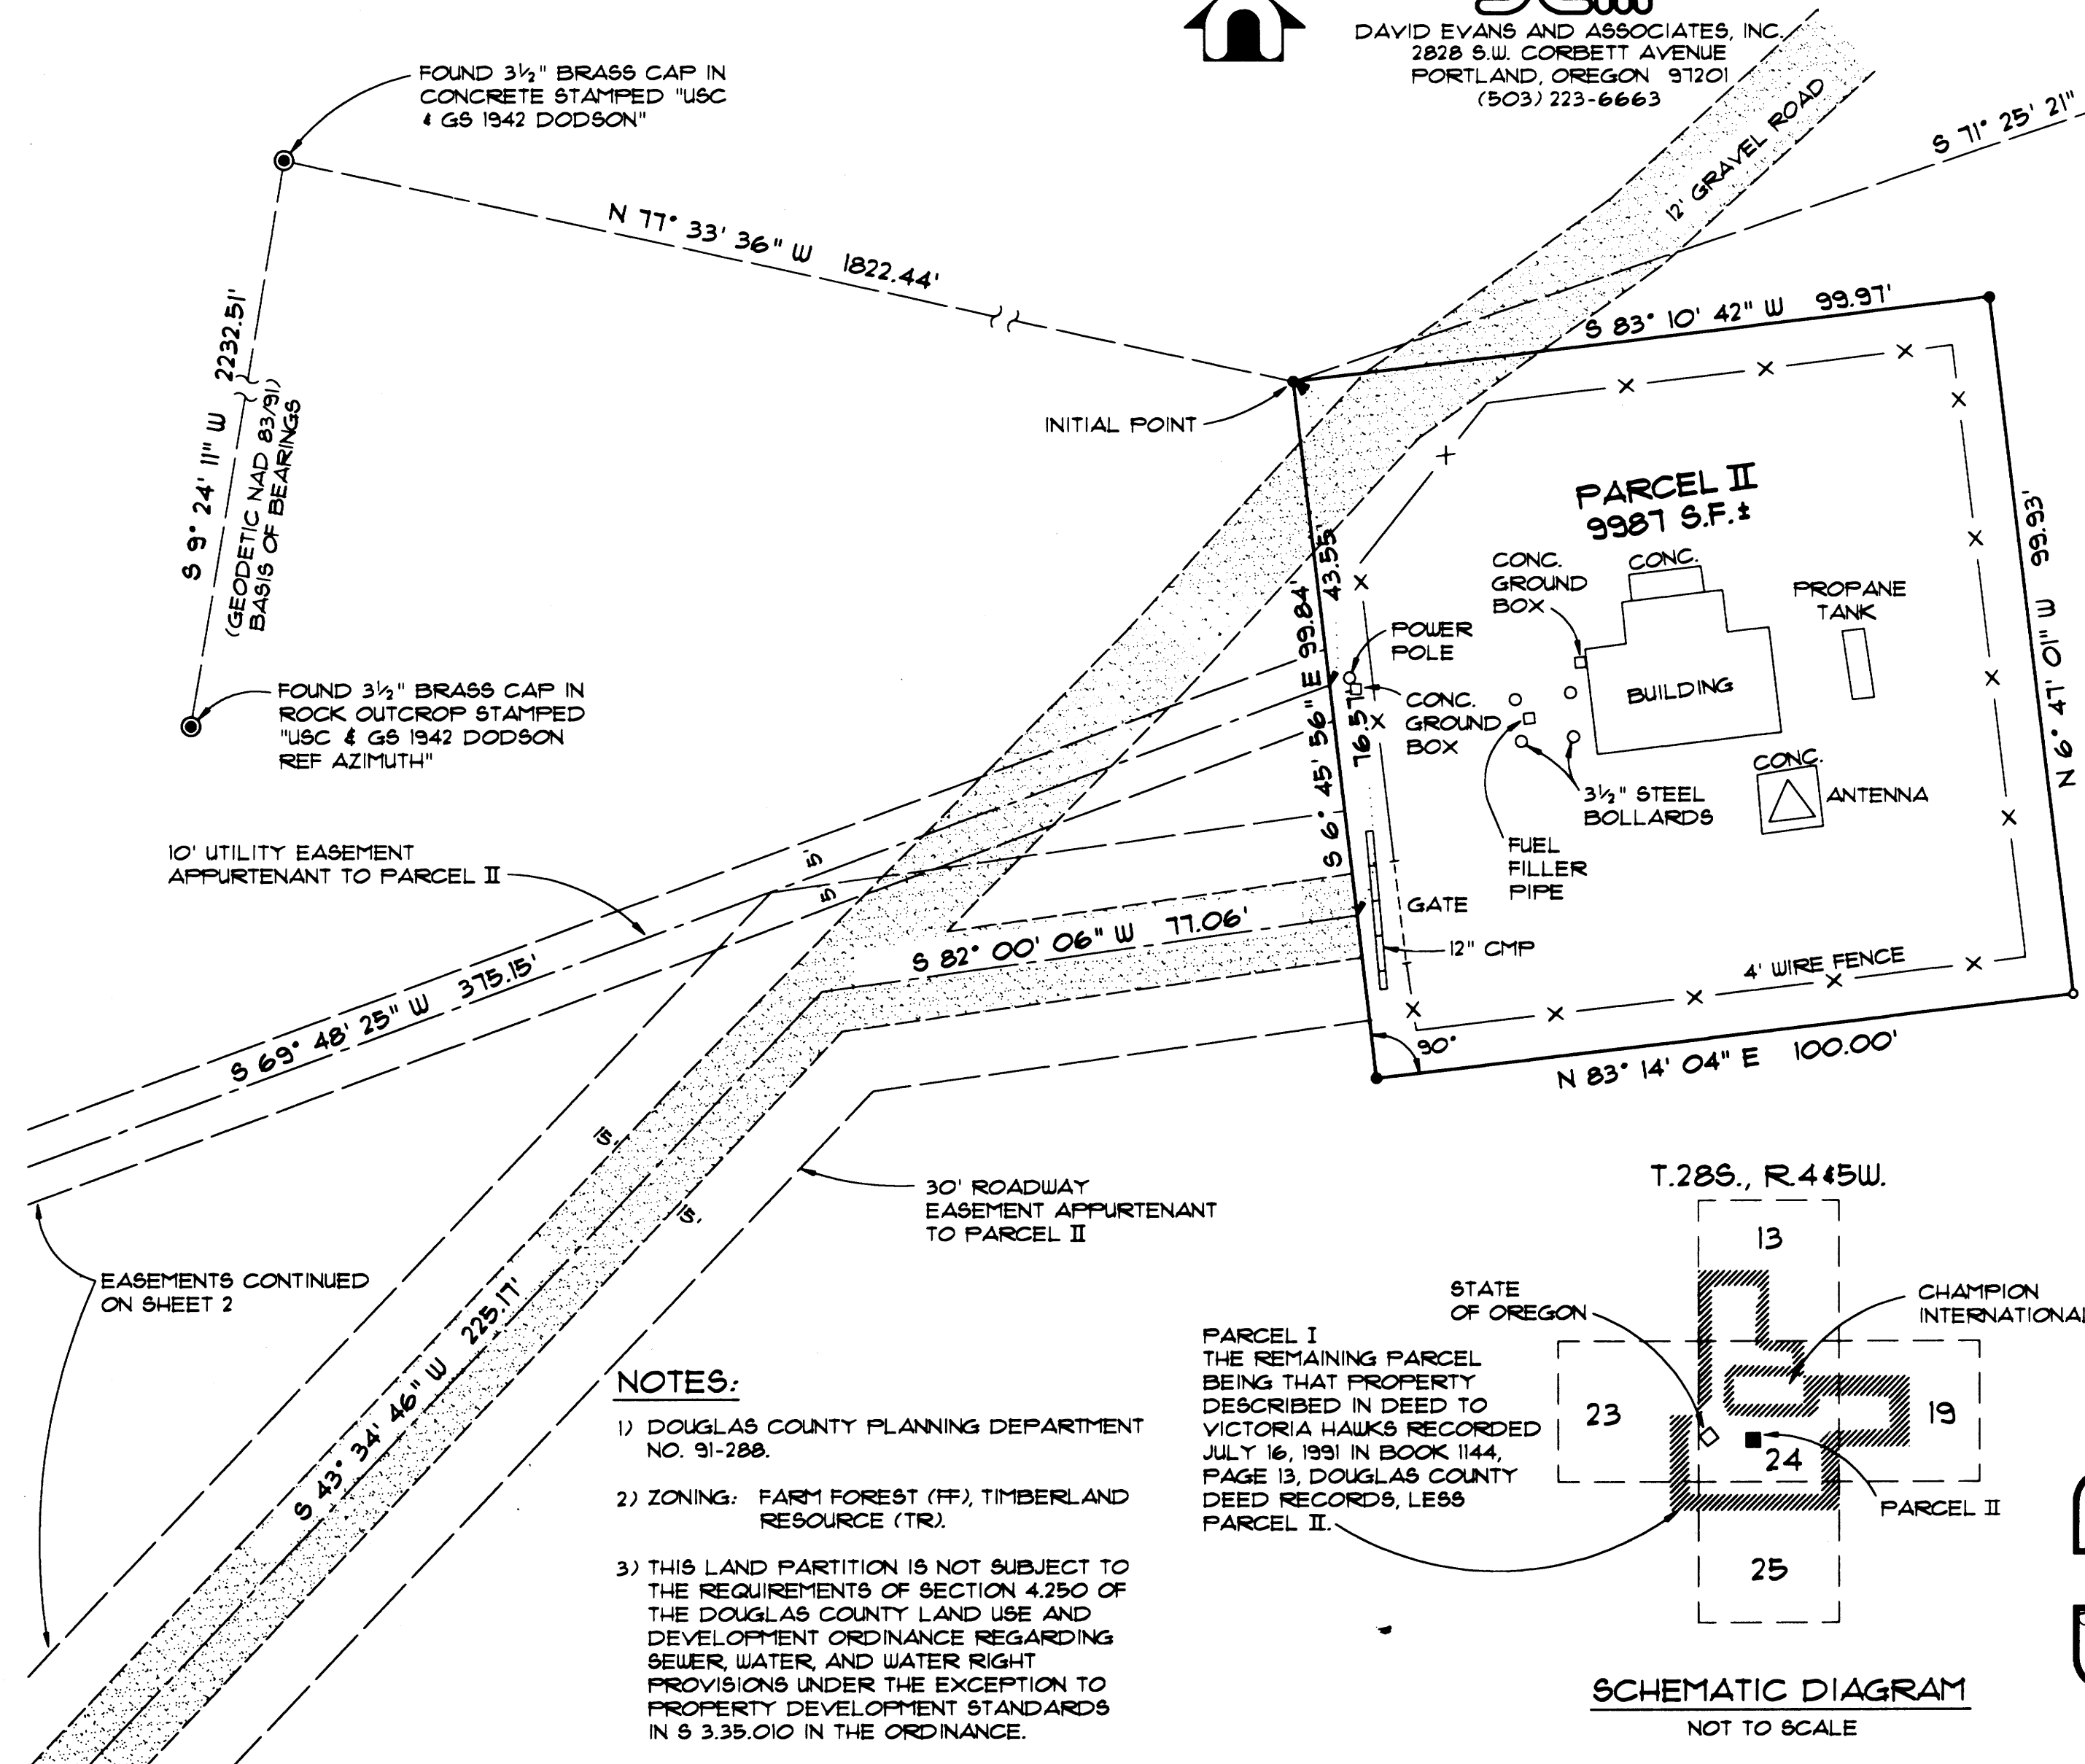 DAVID EVANS AND ASSOCIATES, INC.
2828 S.W. CORBETT AVENUE
PORTLAND, OREGON 97201
(503) 223-6663
FOUND 3½" BRASS CAP IN
CONCRETE STAMPED "USC
& GS 1942 DODSON"
12' GRAVEL ROAD
S 71° 25' 21"
N 77° 33' 36" W 1822.44'
S 83° 10' 42" W 99.97'
S 9° 24' 11" W 2232.51'
(GEODETIC NAD 83/91)
BASIS OF BEARINGS
INITIAL POINT
PARCEL II
9987 S.F.±
43.55'
S 6° 45' 56" E 99.84'
76.57'
N 6° 47' 01" W 99.93'
CONC.
GROUND
BOX
CONC.
PROPANE
TANK
POWER
POLE
CONC.
GROUND
BOX
BUILDING
CONC.
ANTENNA
3½" STEEL
BOLLARDS
FUEL
FILLER
PIPE
GATE
12" CMP
4' WIRE FENCE
90°
N 83° 14' 04" E 100.00'
FOUND 3½" BRASS CAP IN
ROCK OUTCROP STAMPED
"USC & GS 1942 DODSON
REF AZIMUTH"
10' UTILITY EASEMENT
APPURTENANT TO PARCEL II
5'
5'
S 82° 00' 06" W 77.06'
S 69° 48' 25" W 375.15'
15'
15'
30' ROADWAY
EASEMENT APPURTENANT
TO PARCEL II
EASEMENTS CONTINUED
ON SHEET 2
S 43° 34' 46" W 225.17'
NOTES:
1) DOUGLAS COUNTY PLANNING DEPARTMENT
NO. 91-288.
2) ZONING: FARM FOREST (FF), TIMBERLAND
RESOURCE (TR).
3) THIS LAND PARTITION IS NOT SUBJECT TO
THE REQUIREMENTS OF SECTION 4.250 OF
THE DOUGLAS COUNTY LAND USE AND
DEVELOPMENT ORDINANCE REGARDING
SEWER, WATER, AND WATER RIGHT
PROVISIONS UNDER THE EXCEPTION TO
PROPERTY DEVELOPMENT STANDARDS
IN S 3.35.010 IN THE ORDINANCE.
T.28S., R.4&5W.
13
STATE
OF OREGON
CHAMPION
INTERNATIONAL
PARCEL I
THE REMAINING PARCEL
BEING THAT PROPERTY
DESCRIBED IN DEED TO
VICTORIA HAWKS RECORDED
JULY 16, 1991 IN BOOK 1144,
PAGE 13, DOUGLAS COUNTY
DEED RECORDS, LESS
PARCEL II.
23
19
24
PARCEL II
25
SCHEMATIC DIAGRAM
NOT TO SCALE